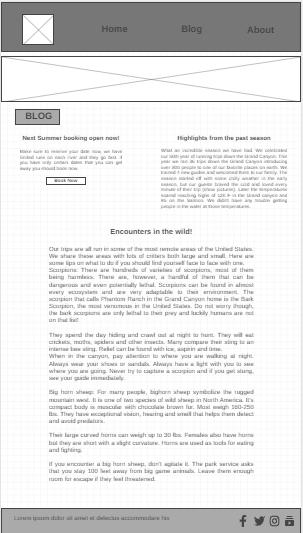 Home
Blog
About
BLOG
Next Summer booking open now!
Make sure to reserve your date now, we have
limited runs on each river and they go fast. If
you have only certain dates that you can get
away you should book now.
Book Now
Highlights from the past season
What an incredible season we have had. We celebrated
our 50th year of running trips down the Grand Canyon. This
year we ran
trips down the Grand Canyon introducing
over
people to one of our favorite places on earth. We
trained 4 new guides and welcomed them to our family. The
season started off with some chilly weather in the early
season, but our guests braved the cold and loved every
minute of their trip (show pictures). Later the temperatures
soared reaching highs of
F in the Grand Canyon and
on the Salmon. We didn't have any trouble getting
people in the water at those temperatures.
Encounters in the wild!
Our trips are all run in some of the most remote areas of the United States.
We share these areas with lots of critters both large and small. Here are
some tips on what to do if you should find yourself face to face with one.
Scorpions: There are hundreds of varieties of scorpions, most of them
being harmless. There are, however, a handful of them that can be
dangerous and even potentially lethal. Scorpions can be found in almost
every ecosystem and are very adaptable to their environment. The
scorpion that calls Phantom Ranch in the Grand Canyon home is the Bark
Scorpion, the most venomous in the United States. Do not worry though,
the bark scorpions are only lethal to their prey and luckily humans are not
on that list!
They spend the day hiding and crawl out at night to hunt. They will eat
crickets, moths, spiders and other insects. Many compare their sting to an
intense bee sting. Relief can be found with ice, aspirin and time.
When in the canyon, pay attention to where you are walking at night.
Always wear your shoes or sandals. Always have a light with you to see
where you are going. Never try to capture a scorpion and if you get stung,
see your guide immediately.
Big horn sheep: For many people, bighorn sheep symbolize the rugged
mountain west. It is one of two species of wild sheep in North America. It's
compact body is muscular with chocolate brown fur. Most weigh 160-250
lbs. They have exceptional vision, hearing and smell that helps them detect
and avoid predators.
Their large curved horns can weigh up to 30 lbs. Females also have horns
but they are short with a slight curvature. Horns are used as tools for eating
and fighting.
If you encounter a big horn sheep, don't agitate it. The park service asks
that you stay 100 feet away from big game animals. Leave them enough
room for escape if they feel threatened.
Lorem ipsum dolor sit amet et delectus accommodare his